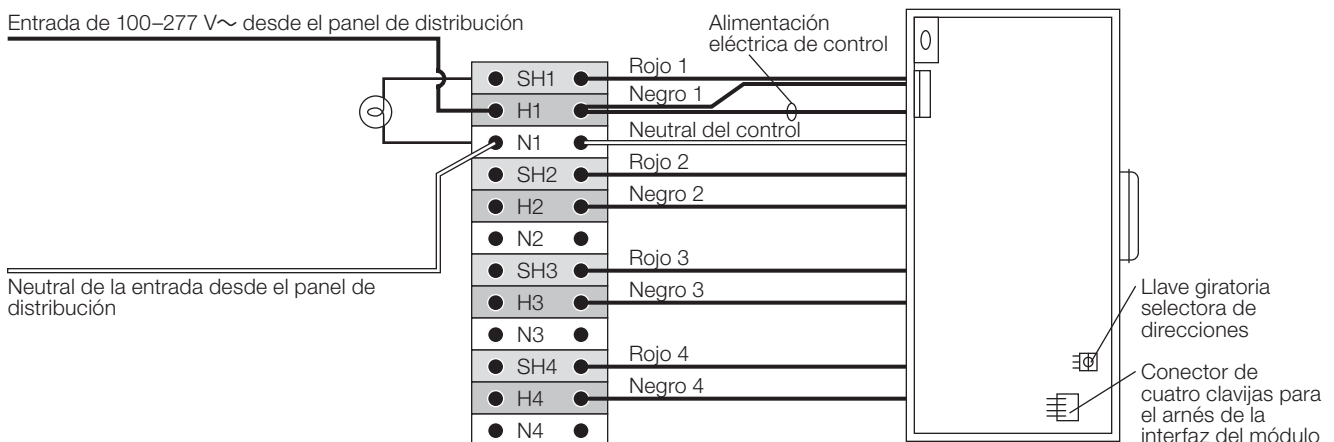 Entrada de 100–277 V~ desde el panel de distribución
Alimentación
eléctrica de control
SH1
Rojo 1
H1
Negro 1
N1
Neutral del control
SH2
Rojo 2
H2
Negro 2
N2
SH3
Rojo 3
H3
Negro 3
N3
SH4
Rojo 4
H4
Negro 4
N4
Neutral de la entrada desde el panel de
distribución
Llave giratoria
selectora de
direcciones
Conector de
cuatro clavijas para
el arnés de la
interfaz del módulo